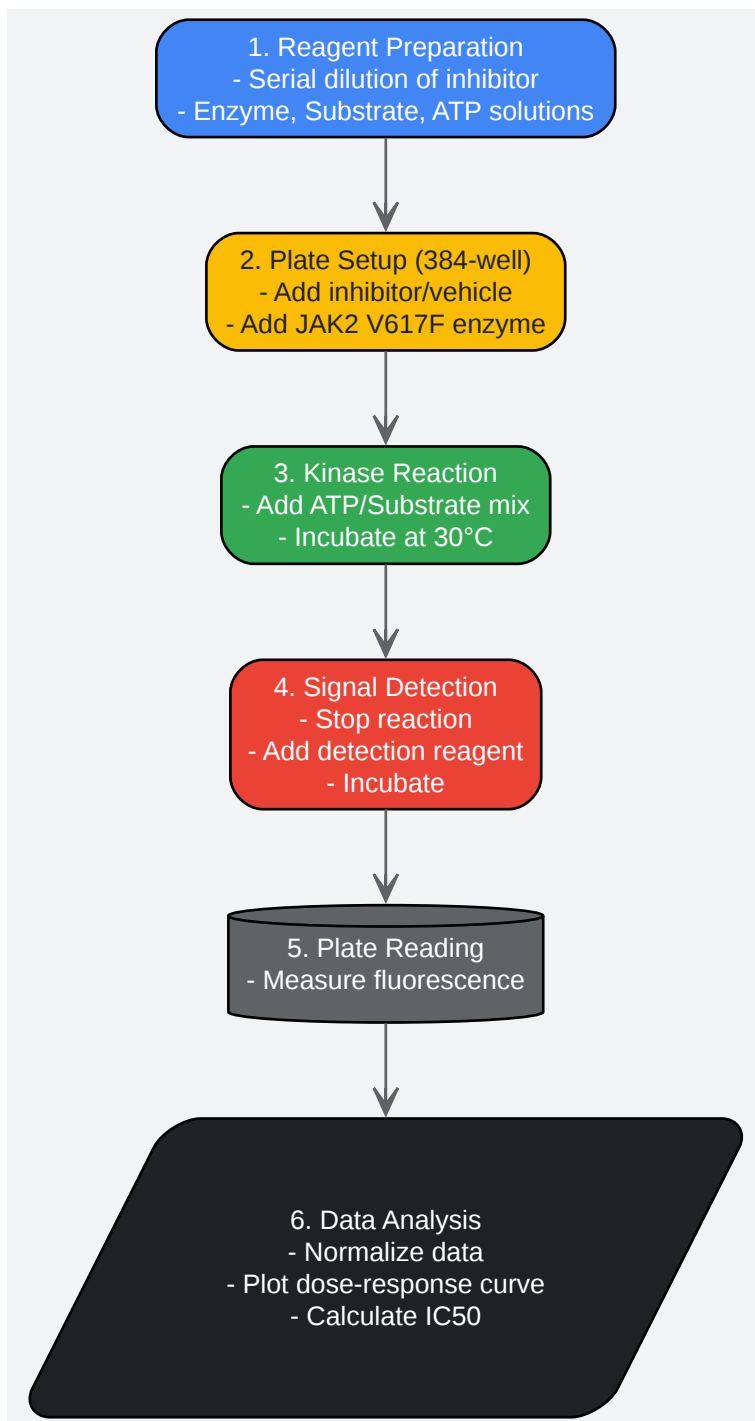 1. Reagent Preparation
- Serial dilution of inhibitor
- Enzyme, Substrate, ATP solutions
2. Plate Setup (384-well)
- Add inhibitor/vehicle
- Add JAK2 V617F enzyme
3. Kinase Reaction
- Add ATP/Substrate mix
- Incubate at 30°C
4. Signal Detection
- Stop reaction
- Add detection reagent
- Incubate
5. Plate Reading
- Measure fluorescence
6. Data Analysis
- Normalize data
- Plot dose-response curve
- Calculate IC50